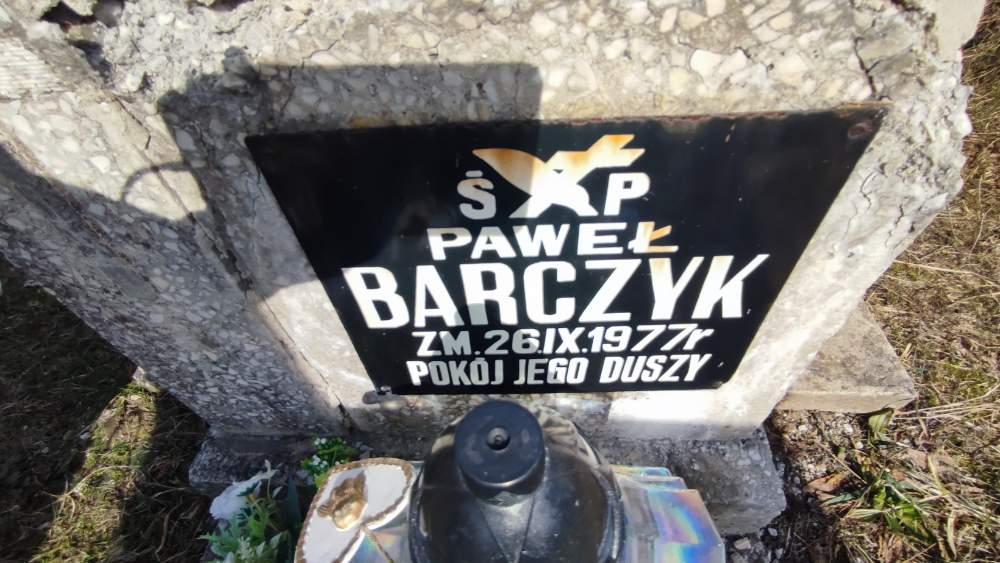 Ś P
PAWEŁ
BARCZYK
ZM. 26.IX.1977r
POKÓJ JEGO DUSZY